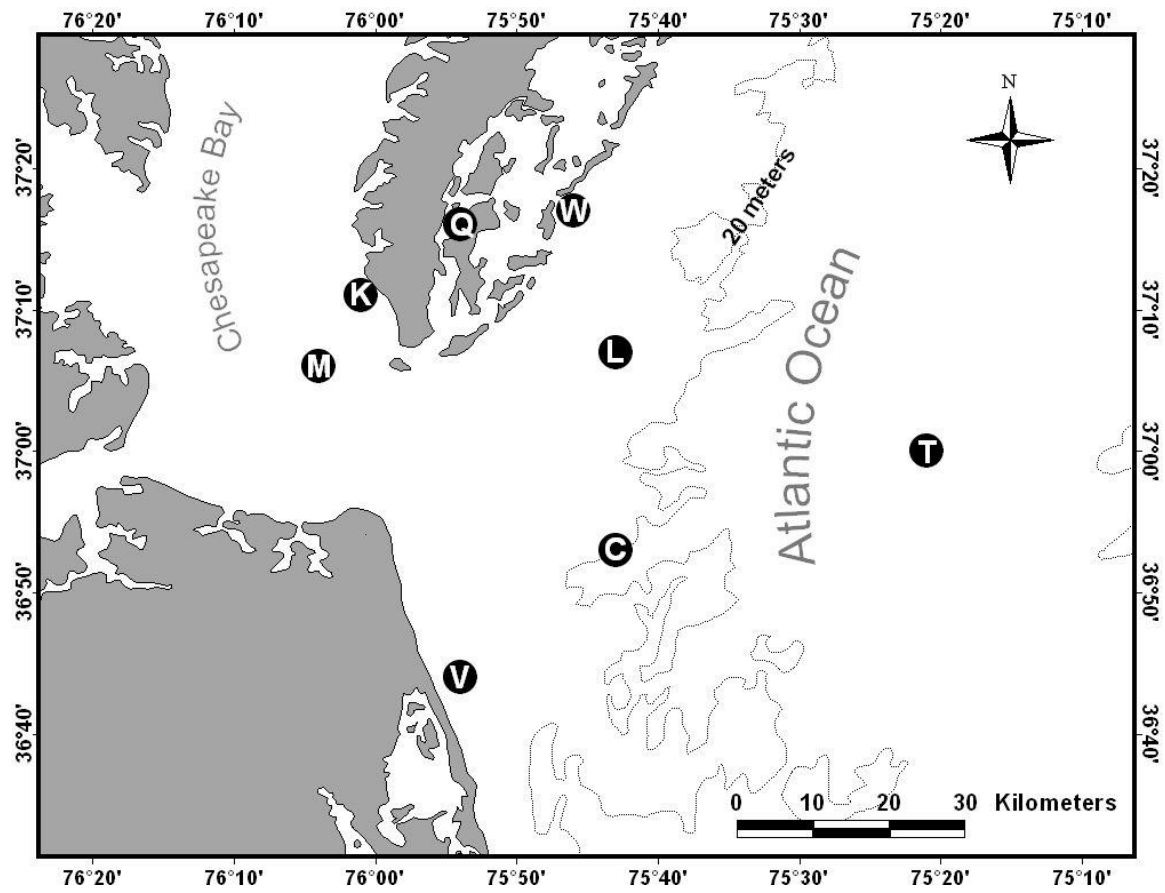 76°20' 76°10' 76°00' 75°50' 75°40' 75°30' 75°20' 75°10'
N
Chesapeake Bay
37°20' 37°20'
20 meters
W
Q
K
37°10' 37°10'
L
M
Atlantic Ocean
37°00' T 37°00'
C
36°50' 36°50'
V
36°40' 36°40'
0 10 20 30 Kilometers
76°20' 76°10' 76°00' 75°50' 75°40' 75°30' 75°20' 75°10'